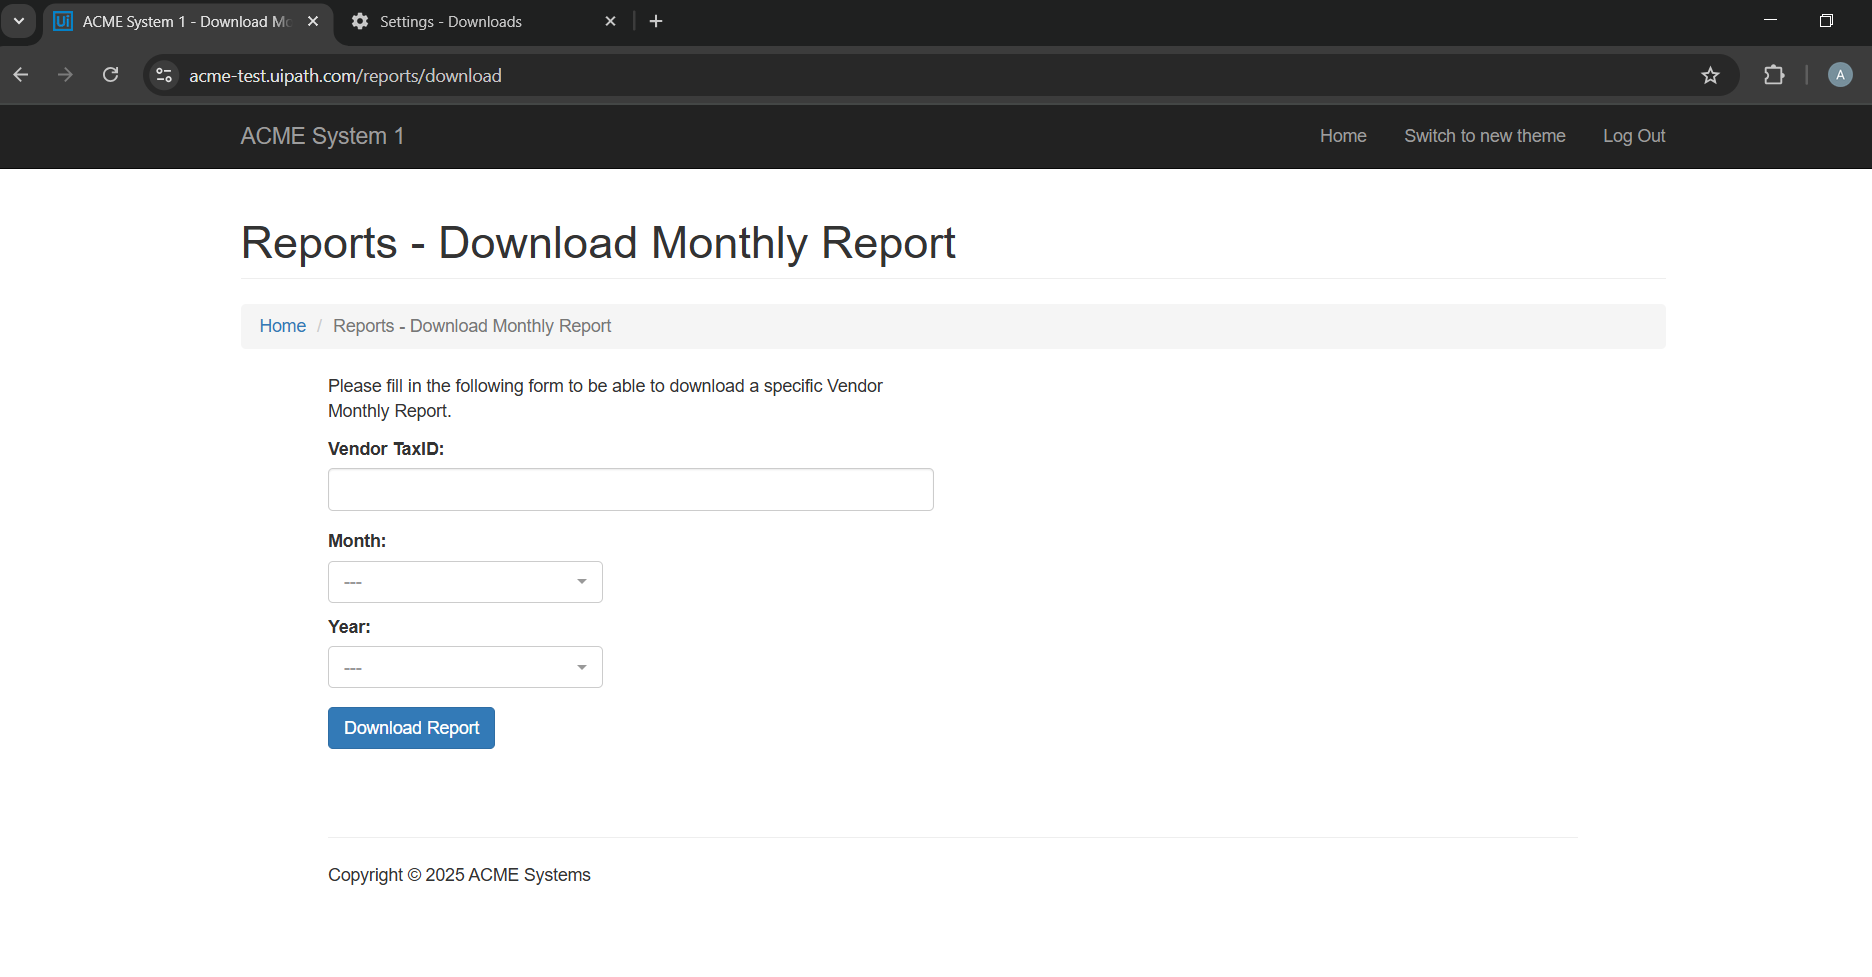 Ui ACME System 1 - Download Mo
Settings - Downloads
acme-test.uipath.com/reports/download
A
ACME System 1
Home
Switch to new theme
Log Out
Reports - Download Monthly Report
Home / Reports - Download Monthly Report
Please fill in the following form to be able to download a specific Vendor
Monthly Report.
Vendor TaxID:
Month:
---
Year:
---
Download Report
Copyright © 2025 ACME Systems